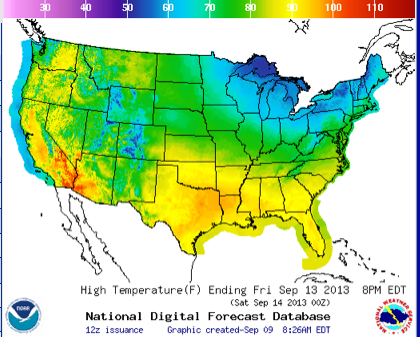 30 40 50 60 70 80 90 100 110
High Temperature(F) Ending Fri Sep 13 2013 8PM EDT
(Sat Sep 14 2013 00Z)
National Digital Forecast Database
12z issuance Graphic created-Sep 09 8:26AM EDT
noaa